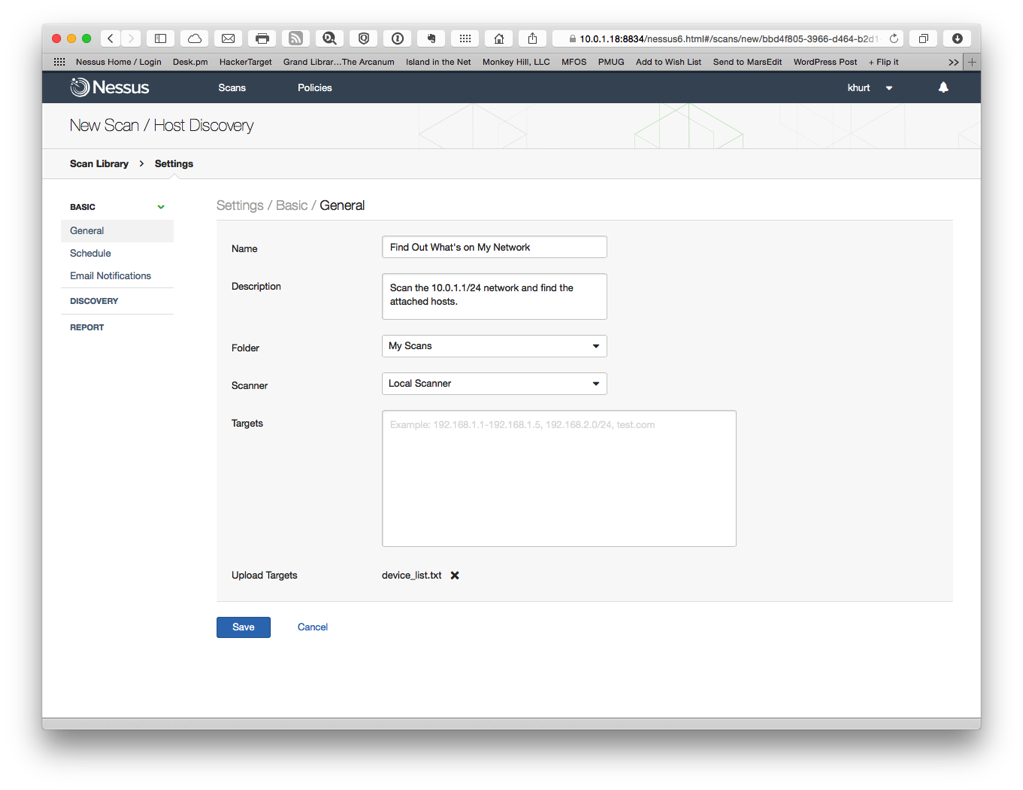 10.0.1.18:8834/nessus6.html#/scans/new/bbd4f805-3966-d464-b2d1
Nessus Home / Login Desk.pm HackerTarget Grand Librar...The Arcanum Island in the Net Monkey Hill, LLC MFOS PMUG Add to Wish List Send to MarsEdit WordPress Post + Flip it >> +
Nessus Scans Policies khurt
New Scan / Host Discovery
Scan Library > Settings
BASIC
General
Schedule
Email Notifications
DISCOVERY
REPORT
Settings / Basic / General
Name Find Out What's on My Network
Description Scan the 10.0.1.1/24 network and find the
attached hosts.
Folder My Scans
Scanner Local Scanner
Targets Example: 192.168.1.1-192.168.1.5, 192.168.2.0/24, test.com
Upload Targets device_list.txt ✕
Save Cancel